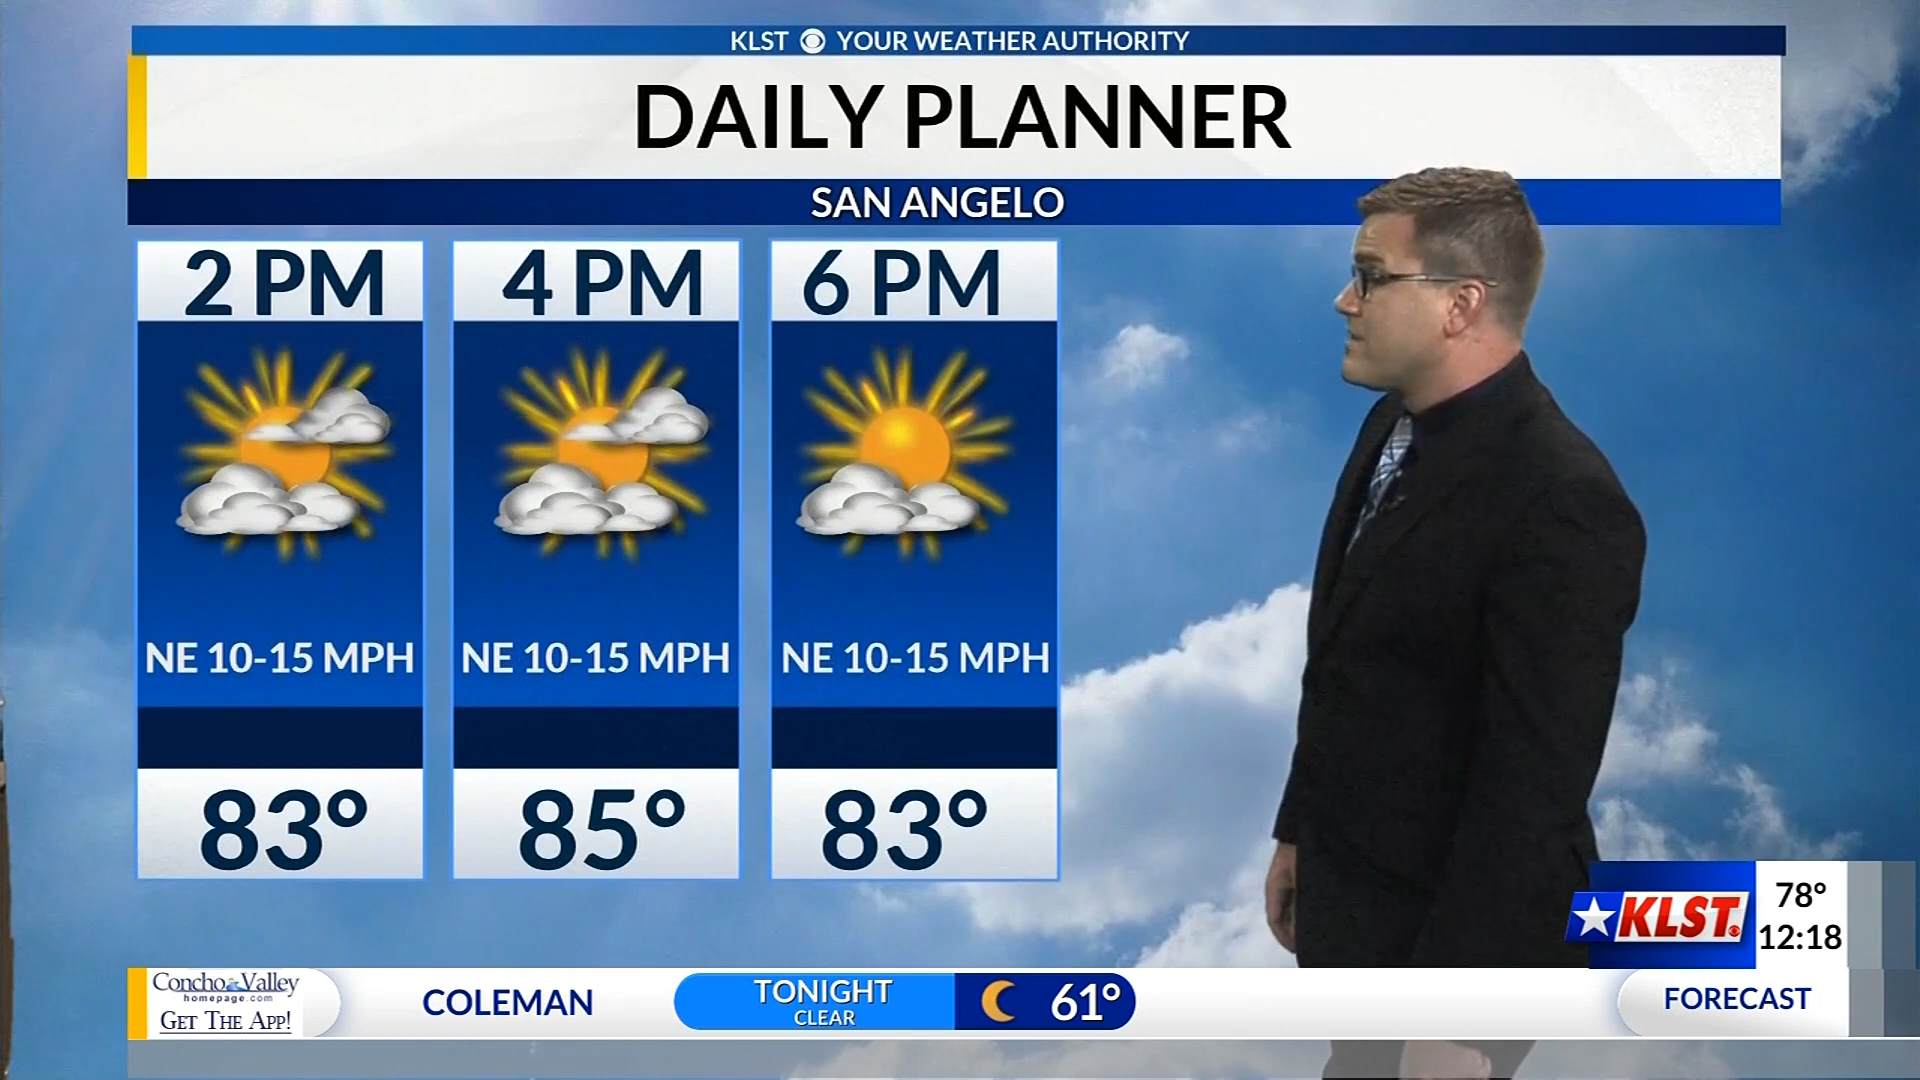 KLST YOUR WEATHER AUTHORITY
DAILY PLANNER
SAN ANGELO
2 PM
NE 10-15 MPH
83°
4 PM
NE 10-15 MPH
85°
6 PM
NE 10-15 MPH
83°
KLST
78°
12:18
Concho Valley
homepage.com
GET THE APP!
COLEMAN
TONIGHT
CLEAR
61°
FORECAST